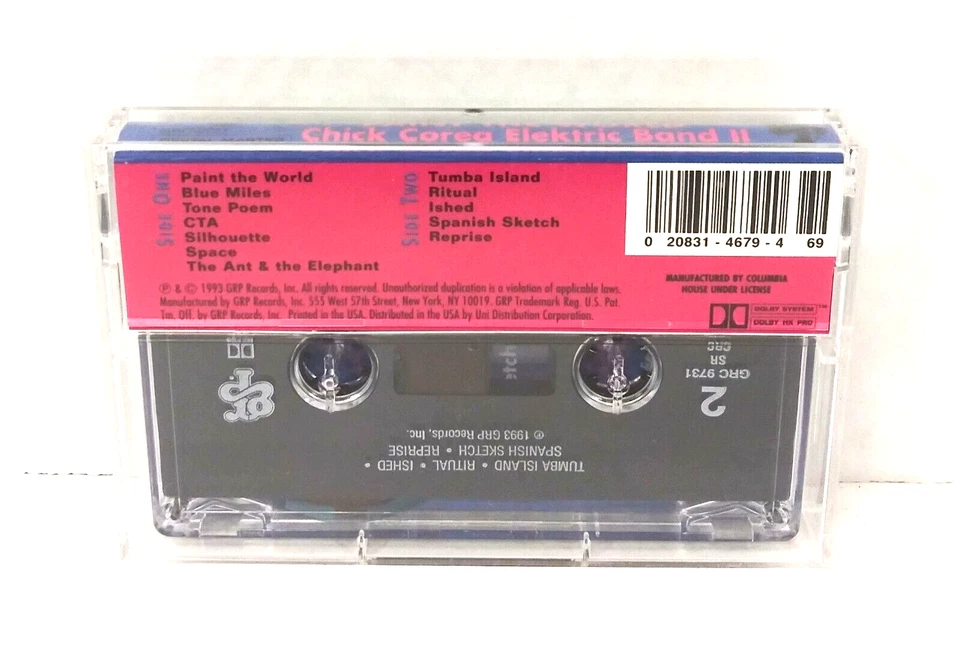 Chick Corea Elektric Band II
SIDE ONE
Paint the World
Blue Miles
Tone Poem
CTA
Silhouette
Space
The Ant & the Elephant
SIDE TWO
Tumba Island
Ritual
Ished
Spanish Sketch
Reprise
0 20831-4679-4 69
℗ & © 1993 GRP Records, Inc. All rights reserved. Unauthorized duplication is a violation of applicable laws.
Manufactured by GRP Records, Inc. 555 West 57th Street, New York, NY 10019. GRP Trademark Reg. U.S. Pat.
Tm. Off. by GRP Records, Inc. Printed in the USA. Distributed in the USA by Uni Distribution Corporation.
MANUFACTURED BY COLUMBIA
HOUSE UNDER LICENSE
DOLBY SYSTEM™
DOLBY HX PRO
etch
2
GRC 9731
SR
CRC
GRP
TUMBA ISLAND • RITUAL • ISHED •
SPANISH SKETCH • REPRISE
℗ 1993 GRP Records, Inc.